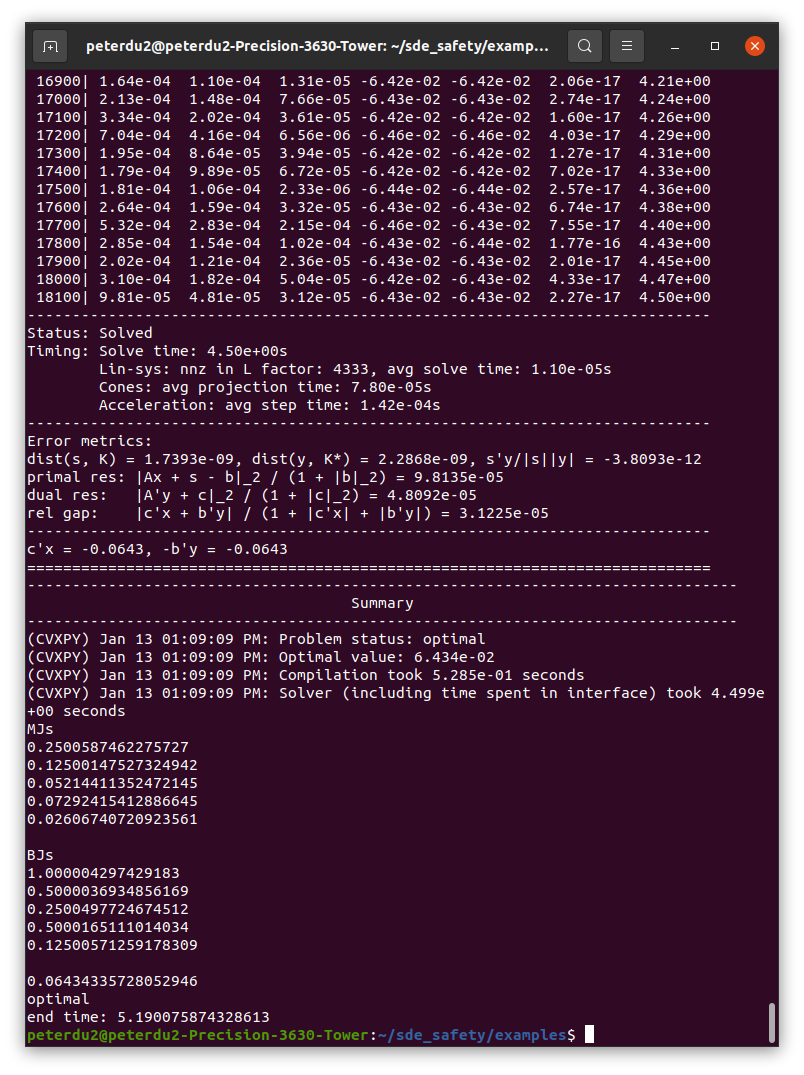 peterdu2@peterdu2-Precision-3630-Tower: ~/sde_safety/examp...
16900| 1.64e-04  1.10e-04  1.31e-05 -6.42e-02 -6.42e-02  2.06e-17  4.21e+00
17000| 2.13e-04  1.48e-04  7.66e-05 -6.43e-02 -6.43e-02  2.74e-17  4.24e+00
17100| 3.34e-04  2.02e-04  3.61e-05 -6.42e-02 -6.42e-02  1.60e-17  4.26e+00
17200| 7.04e-04  4.16e-04  6.56e-06 -6.46e-02 -6.46e-02  4.03e-17  4.29e+00
17300| 1.95e-04  8.64e-05  3.94e-05 -6.42e-02 -6.42e-02  1.27e-17  4.31e+00
17400| 1.79e-04  9.89e-05  6.72e-05 -6.42e-02 -6.42e-02  7.02e-17  4.33e+00
17500| 1.81e-04  1.06e-04  2.33e-06 -6.44e-02 -6.44e-02  2.57e-17  4.36e+00
17600| 2.64e-04  1.59e-04  3.32e-05 -6.43e-02 -6.43e-02  6.74e-17  4.38e+00
17700| 5.32e-04  2.83e-04  2.15e-04 -6.46e-02 -6.43e-02  7.55e-17  4.40e+00
17800| 2.85e-04  1.54e-04  1.02e-04 -6.43e-02 -6.44e-02  1.77e-16  4.43e+00
17900| 2.02e-04  1.21e-04  2.36e-05 -6.43e-02 -6.43e-02  2.01e-17  4.45e+00
18000| 3.10e-04  1.82e-04  5.04e-05 -6.42e-02 -6.43e-02  4.33e-17  4.47e+00
18100| 9.81e-05  4.81e-05  3.12e-05 -6.43e-02 -6.43e-02  2.27e-17  4.50e+00
----------------------------------------------------------------------------
Status: Solved
Timing: Solve time: 4.50e+00s
Lin-sys: nnz in L factor: 4333, avg solve time: 1.10e-05s
Cones: avg projection time: 7.80e-05s
Acceleration: avg step time: 1.42e-04s
----------------------------------------------------------------------------
Error metrics:
dist(s, K) = 1.7393e-09, dist(y, K*) = 2.2868e-09, s'y/|s||y| = -3.8093e-12
primal res: |Ax + s - b|_2 / (1 + |b|_2) = 9.8135e-05
dual res:   |A'y + c|_2 / (1 + |c|_2) = 4.8092e-05
rel gap:    |c'x + b'y| / (1 + |c'x| + |b'y|) = 3.1225e-05
----------------------------------------------------------------------------
c'x = -0.0643, -b'y = -0.0643
============================================================================
-------------------------------------------------------------------------------
Summary
-------------------------------------------------------------------------------
(CVXPY) Jan 13 01:09:09 PM: Problem status: optimal
(CVXPY) Jan 13 01:09:09 PM: Optimal value: 6.434e-02
(CVXPY) Jan 13 01:09:09 PM: Compilation took 5.285e-01 seconds
(CVXPY) Jan 13 01:09:09 PM: Solver (including time spent in interface) took 4.499e
+00 seconds
MJs
0.2500587462275727
0.12500147527324942
0.05214411352472145
0.07292415412886645
0.02606740720923561

BJs
1.000004297429183
0.5000036934856169
0.2500497724674512
0.5000165111014034
0.12500571259178309

0.06434335728052946
optimal
end time: 5.190075874328613
peterdu2@peterdu2-Precision-3630-Tower:~/sde_safety/examples$